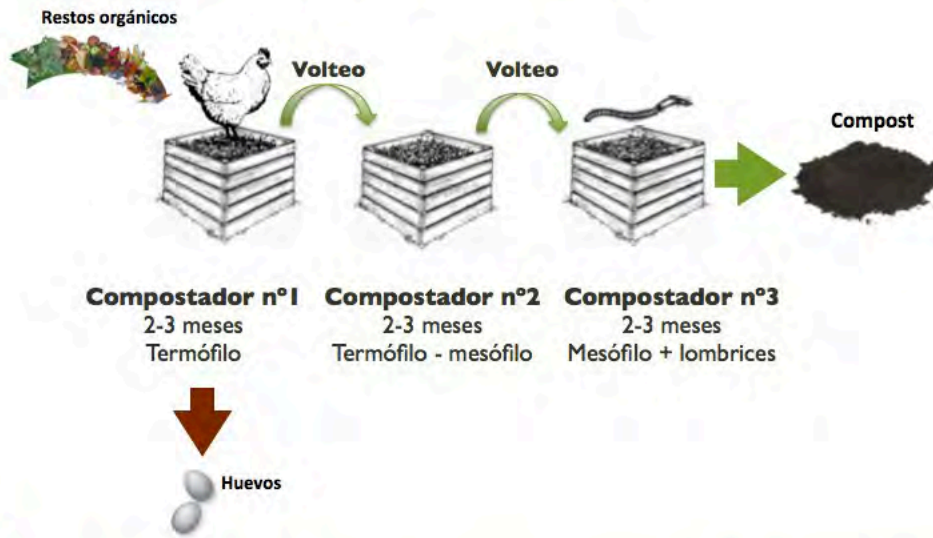 Restos orgánicos
Volteo
Volteo
Compost
Compostador nº1
2-3 meses
Termófilo
Compostador nº2
2-3 meses
Termófilo - mesófilo
Compostador nº3
2-3 meses
Mesófilo + lombrices
Huevos